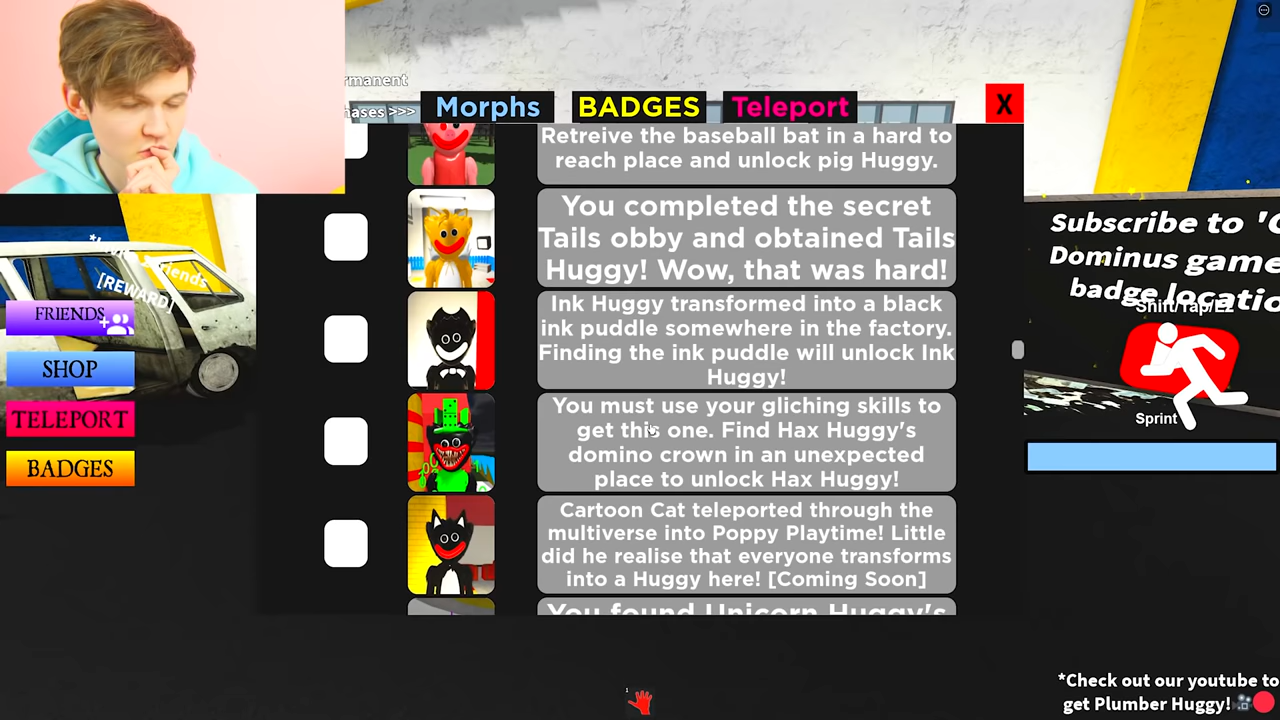 rmanent
hases >>>
Morphs
BADGES
Teleport
X
Retreive the baseball bat in a hard to
reach place and unlock pig Huggy.
You completed the secret
Tails obby and obtained Tails
Huggy! Wow, that was hard!
Ink Huggy transformed into a black
ink puddle somewhere in the factory.
Finding the ink puddle will unlock Ink
Huggy!
You must use your gliching skills to
get this one. Find Hax Huggy's
domino crown in an unexpected
place to unlock Hax Huggy!
Cartoon Cat teleported through the
multiverse into Poppy Playtime! Little
did he realise that everyone transforms
into a Huggy here! [Coming Soon]
You found Unicorn Huggy's
[REWARD]
FRIENDS
SHOP
TELEPORT
BADGES
Subscribe to 'C
Dominus game
badge locatio
Shift/Tap/L2
Sprint
1
*Check out our youtube to
get Plumber Huggy!